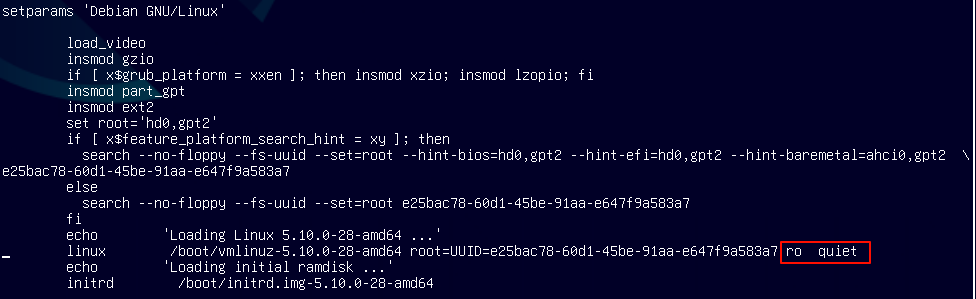 setparams 'Debian GNU/Linux'
load_video
insmod gzio
if [ x$grub_platform = xxen ]; then insmod xzio; insmod lzopio; fi
insmod part_gpt
insmod ext2
set root='hd0,gpt2'
if [ x$feature_platform_search_hint = xy ]; then
search --no-floppy --fs-uuid --set=root --hint-bios=hd0,gpt2 --hint-efi=hd0,gpt2 --hint-baremetal=ahci0,gpt2 \
e25bac78-60d1-45be-91aa-e647f9a583a7
else
search --no-floppy --fs-uuid --set=root e25bac78-60d1-45be-91aa-e647f9a583a7
fi
echo 'Loading Linux 5.10.0-28-amd64 ...'
linux /boot/vmlinuz-5.10.0-28-amd64 root=UUID=e25bac78-60d1-45be-91aa-e647f9a583a7 ro quiet
echo 'Loading initial ramdisk ...'
initrd /boot/initrd.img-5.10.0-28-amd64